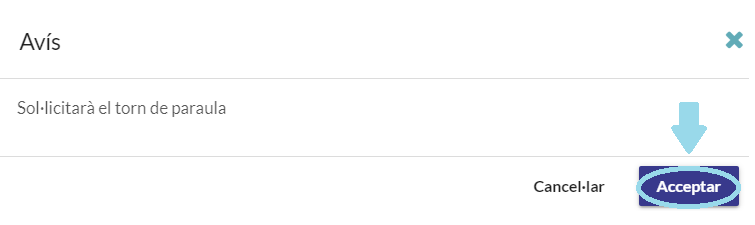 Avís
Sol·licitarà el torn de paraula
Cancel·lar
Acceptar